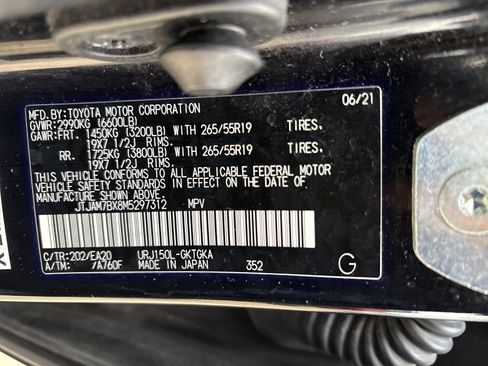 MFD.BY:TOYOTA MOTOR CORPORATION 06/21
GVWR:2990KG (6600LB)
GAWR:FRT. 1450KG (3200LB) WITH 265/55R19 TIRES.
19X7 1/2J RIMS.
RR. 1725KG (3800LB) WITH 265/55R19 TIRES.
19X7 1/2J RIMS.
THIS VEHICLE CONFORMS TO ALL APPLICABLE FEDERAL MOTOR
VEHICLE SAFETY STANDARDS IN EFFECT ON THE DATE OF
MANUFACTURE SHOWN ABOVE.
JTJAM7BX8M5297312 MPV
C/TR:202/EA20 URJ150L-GKTGKA
A/TM: /A760F MADE IN JAPAN 352 G